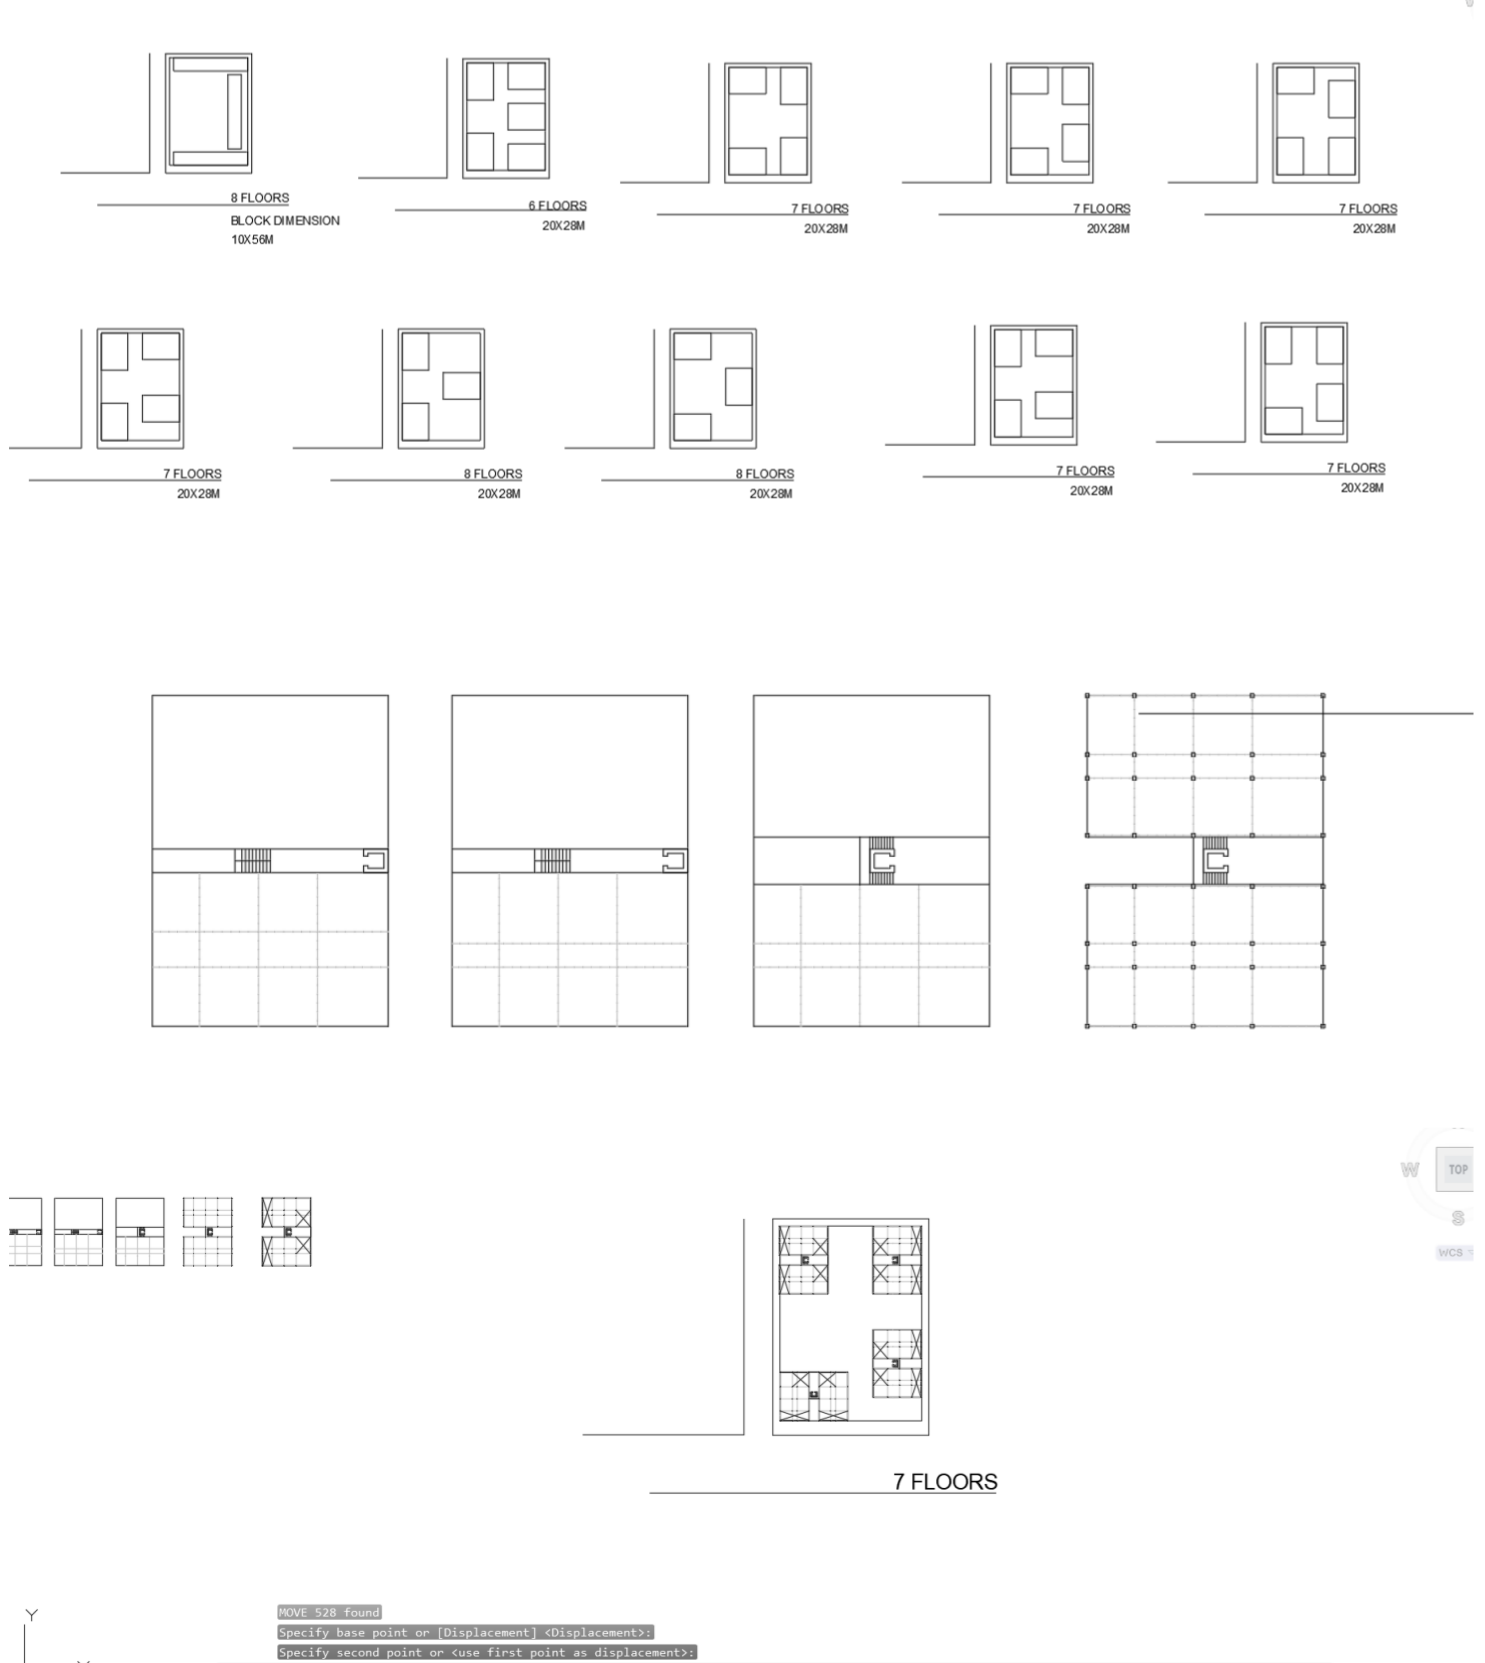 8 FLOORS
BLOCK DIMENSION
10X56M
6 FLOORS
20X28M
7 FLOORS
20X28M
7 FLOORS
20X28M
7 FLOORS
20X28M
7 FLOORS
20X28M
8 FLOORS
20X28M
8 FLOORS
20X28M
7 FLOORS
20X28M
7 FLOORS
20X28M
W
TOP
S
WCS
7 FLOORS
Y
MOVE 528 found
Specify base point or [Displacement] <Displacement>:
Specify second point or <use first point as displacement>: